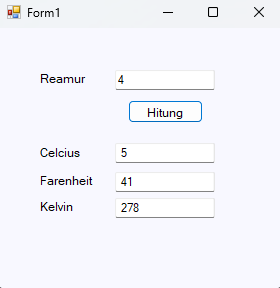 Form1
Reamur 4
Hitung
Celcius 5
Farenheit 41
Kelvin 278